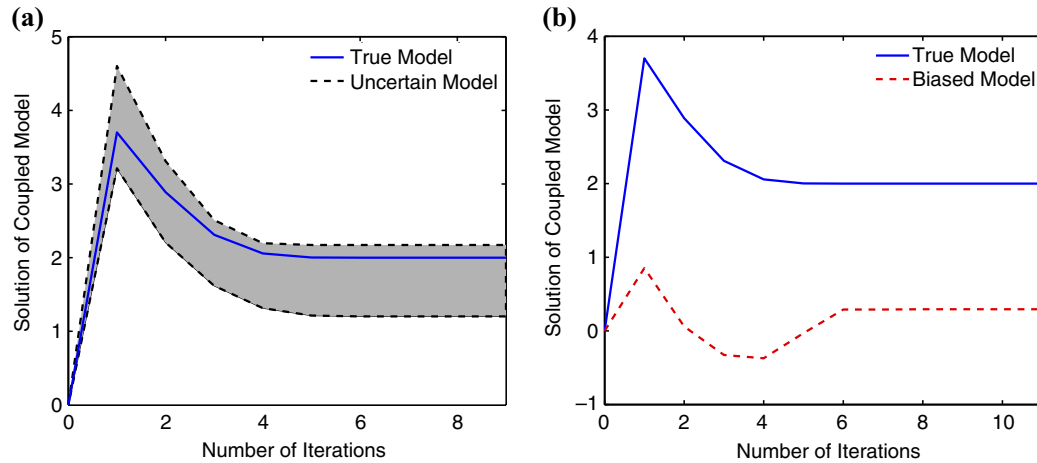 (a)
5
4
3
2
1
0
0
2
4
6
8
Solution of Coupled Model
Number of Iterations
True Model
Uncertain Model
(b)
4
3
2
1
0
−1
0
2
4
6
8
10
Solution of Coupled Model
Number of Iterations
True Model
Biased Model